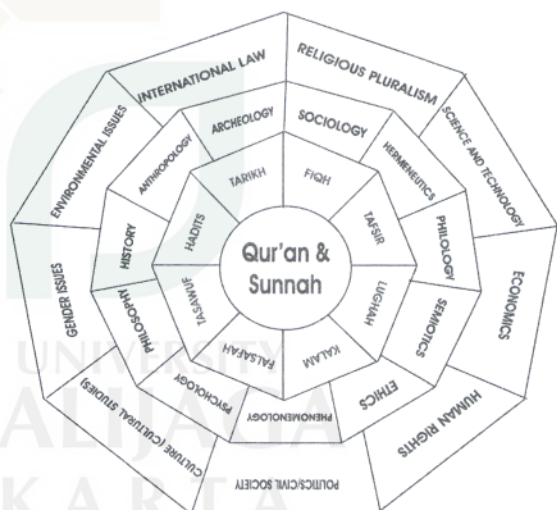 INTERNATIONAL LAW
RELIGIOUS PLURALISM
SCIENCE AND TECHNOLOGY
ECONOMICS
HUMAN RIGHTS
POLITICS/CIVIL SOCIETY
CULTURE (CULTURAL STUDIES)
GENDER ISSUES
ENVIRONMENTAL ISSUES
ARCHEOLOGY
SOCIOLOGY
HERMENEUTICS
PHILOLOGY
SEMIOTICS
ETHICS
PHENOMENOLOGY
PSYCHOLOGY
PHILOSOPHY
HISTORY
ANTHROPOLOGY
TARIKH
FIQH
TAFSIR
LUGHAH
KALAM
FALSAFAH
TASAWUF
HADITS
Qur'an &
Sunnah
UNIVERSITY
ALIJAGA
KARTA